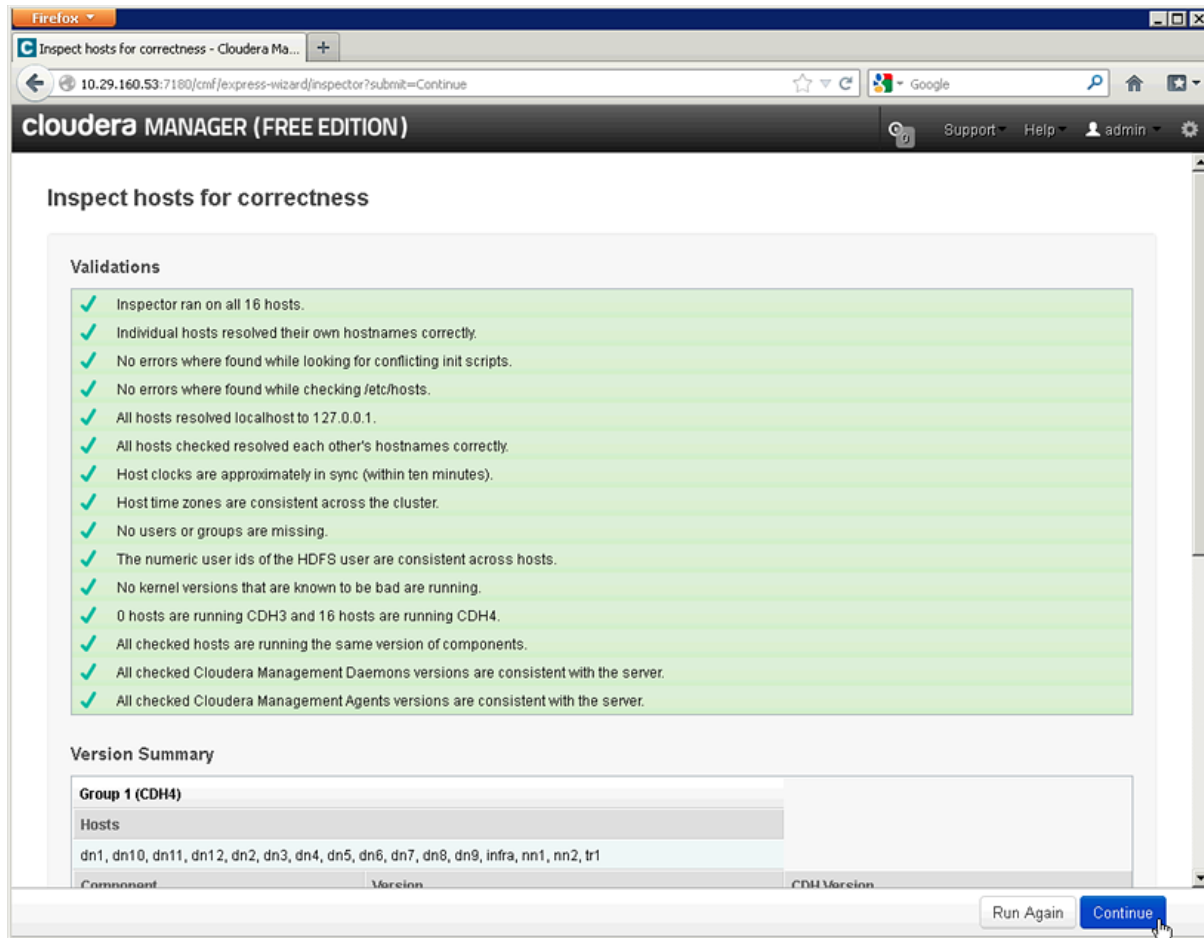 Firefox
Inspect hosts for correctness - Cloudera Ma...
10.29.160.53:7180/cmf/express-wizard/inspector?submit=Continue
Google
cloudera MANAGER (FREE EDITION)
0
Support
Help
admin
Inspect hosts for correctness
Validations
Inspector ran on all 16 hosts.
Individual hosts resolved their own hostnames correctly.
No errors where found while looking for conflicting init scripts.
No errors where found while checking /etc/hosts.
All hosts resolved localhost to 127.0.0.1.
All hosts checked resolved each other's hostnames correctly.
Host clocks are approximately in sync (within ten minutes).
Host time zones are consistent across the cluster.
No users or groups are missing.
The numeric user ids of the HDFS user are consistent across hosts.
No kernel versions that are known to be bad are running.
0 hosts are running CDH3 and 16 hosts are running CDH4.
All checked hosts are running the same version of components.
All checked Cloudera Management Daemons versions are consistent with the server.
All checked Cloudera Management Agents versions are consistent with the server.
Version Summary
Group 1 (CDH4)
Hosts
dn1, dn10, dn11, dn12, dn2, dn3, dn4, dn5, dn6, dn7, dn8, dn9, infra, nn1, nn2, tr1
Component Version CDH Version
Run Again Continue